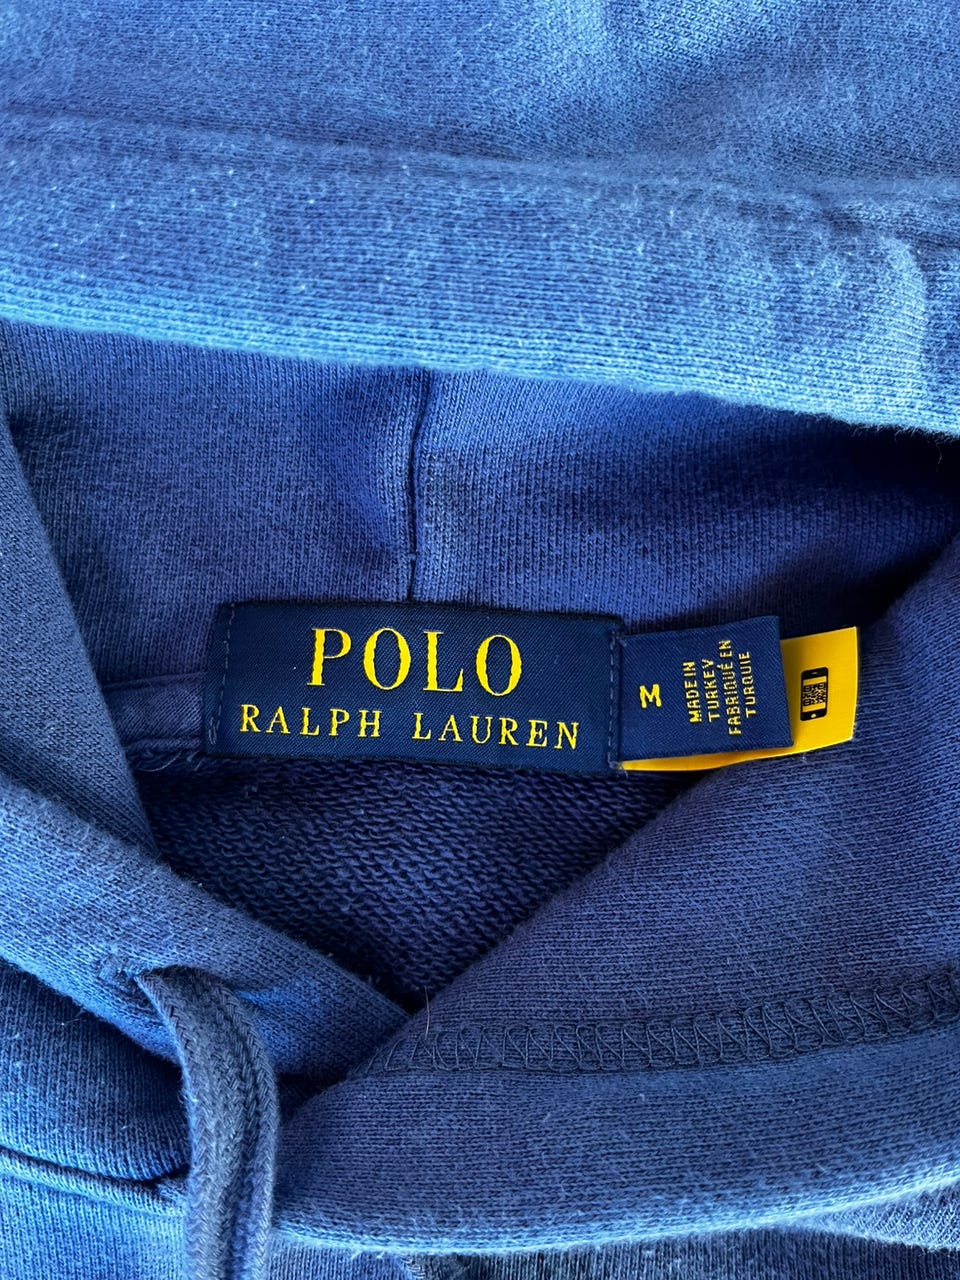 POLO
RALPH LAUREN
M
MADE IN
TURKEY
FABRIQUÉ EN
TURQUIE